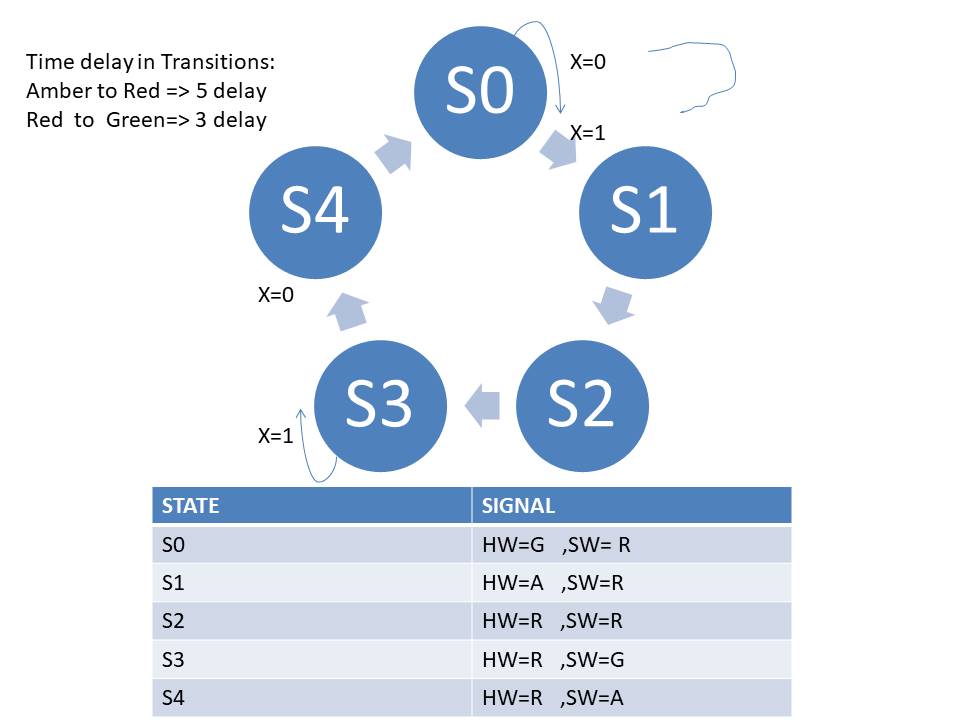 Time delay in Transitions:
Amber to Red => 5 delay
Red to Green=> 3 delay
S0
X=0
X=1
S4
S1
X=0
S3
S2
X=1
STATE SIGNAL
S0 HW=G ,SW= R
S1 HW=A ,SW=R
S2 HW=R ,SW=R
S3 HW=R ,SW=G
S4 HW=R ,SW=A